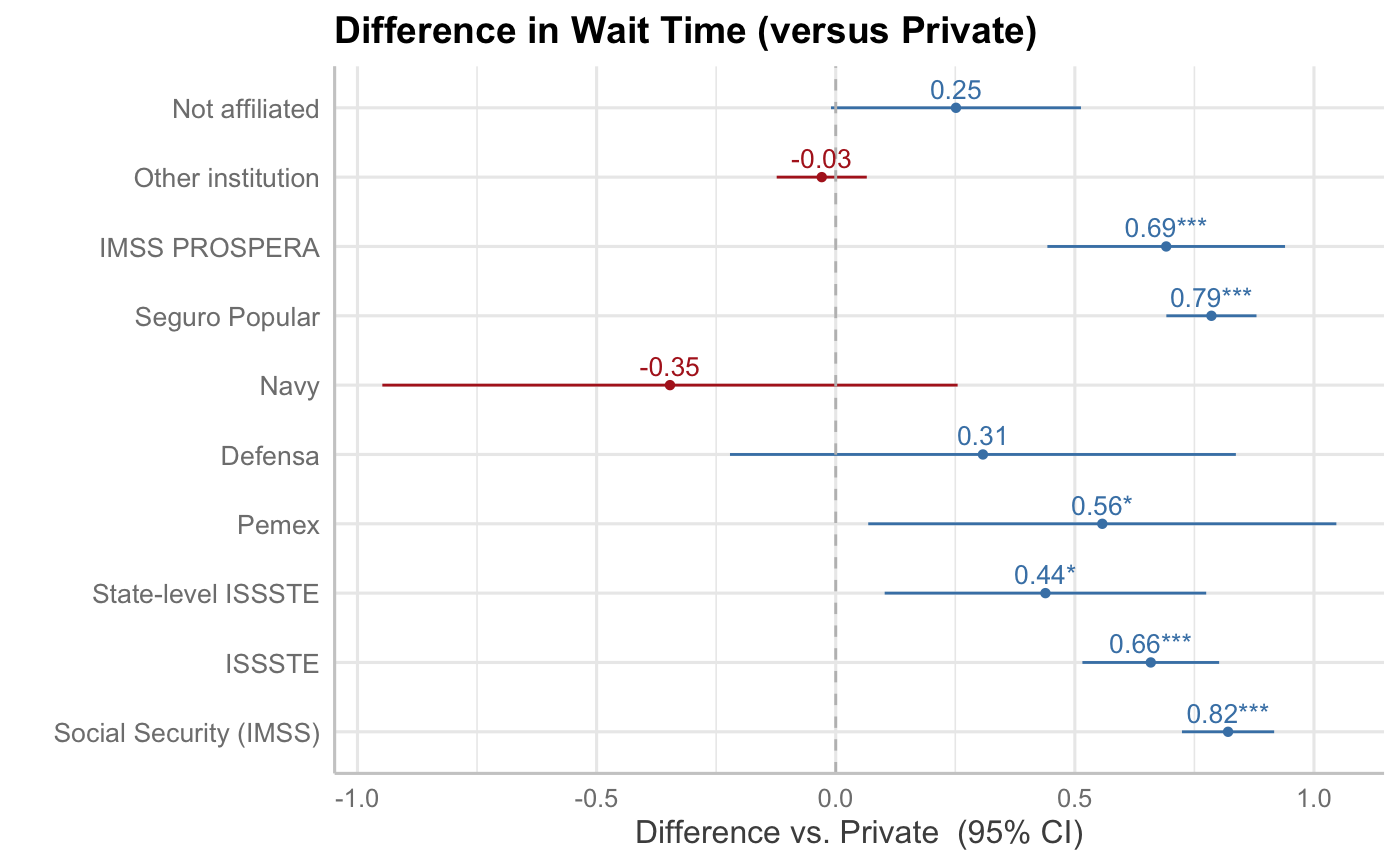 Difference in Wait Time (versus Private)
Not affiliated
0.25
Other institution
-0.03
IMSS PROSPERA
0.69***
Seguro Popular
0.79***
Navy
-0.35
Defensa
0.31
Pemex
0.56*
State-level ISSSTE
0.44*
ISSSTE
0.66***
Social Security (IMSS)
0.82***
-1.0 -0.5 0.0 0.5 1.0
Difference vs. Private  (95% CI)